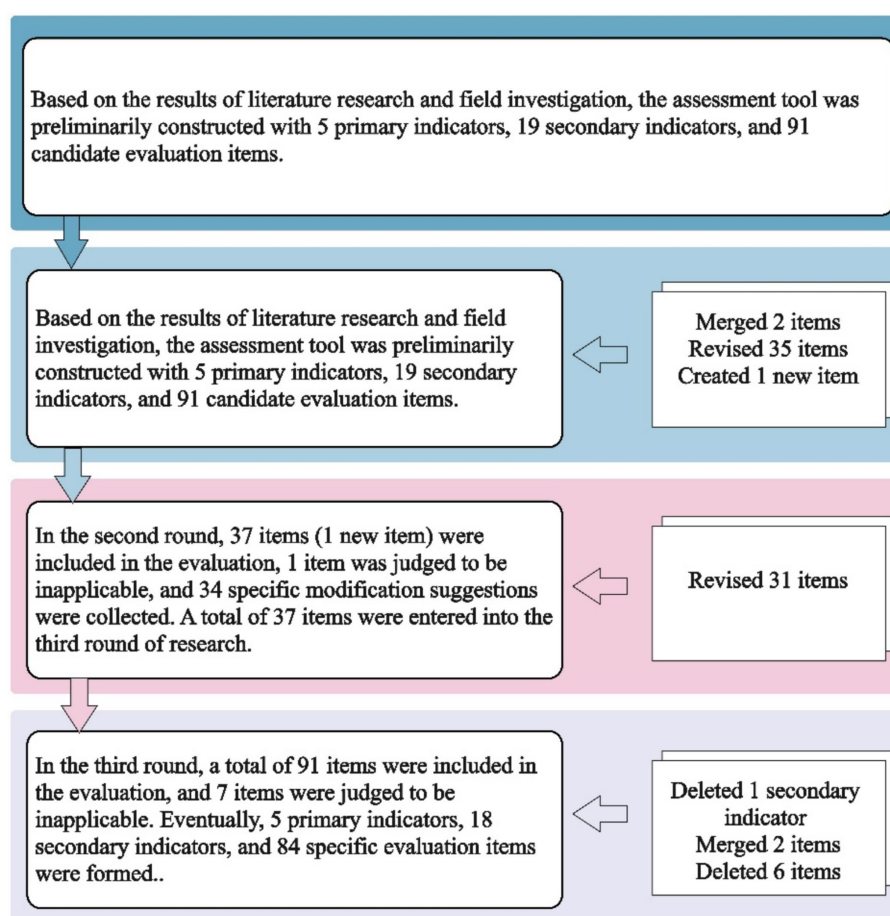 Based on the results of literature research and field investigation, the assessment tool was
preliminarily constructed with 5 primary indicators, 19 secondary indicators, and 91
candidate evaluation items.
Based on the results of literature research and field
investigation, the assessment tool was preliminarily
constructed with 5 primary indicators, 19 secondary
indicators, and 91 candidate evaluation items.
Merged 2 items
Revised 35 items
Created 1 new item
In the second round, 37 items (1 new item) were
included in the evaluation, 1 item was judged to be
inapplicable, and 34 specific modification suggestions
were collected. A total of 37 items were entered into the
third round of research.
Revised 31 items
In the third round, a total of 91 items were included in
the evaluation, and 7 items were judged to be
inapplicable. Eventually, 5 primary indicators, 18
secondary indicators, and 84 specific evaluation items
were formed..
Deleted 1 secondary
indicator
Merged 2 items
Deleted 6 items